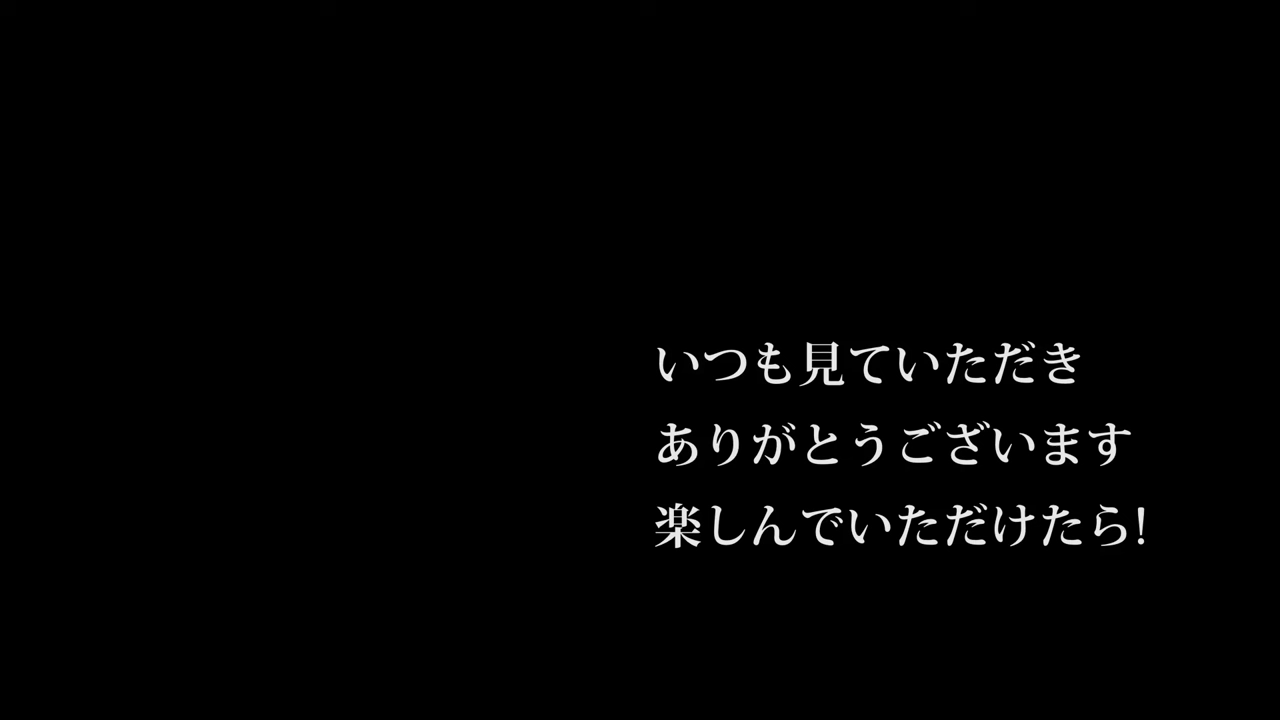 いつも見ていただき
ありがとうございます
楽しんでいただけたら!